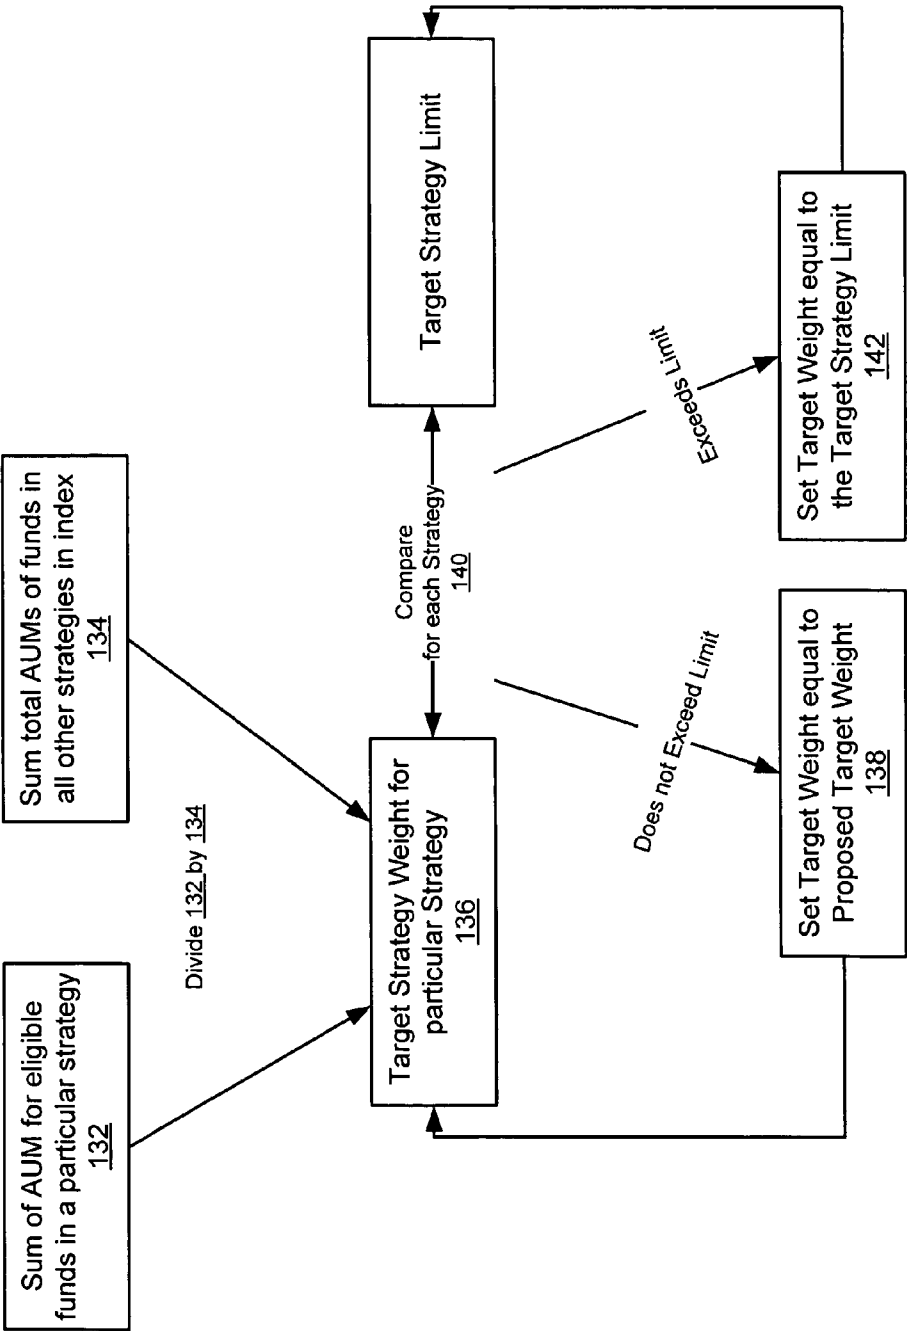 Sum of AUM for eligible
funds in a particular strategy
132
Sum total AUMs of funds in
all other strategies in index
134
Divide 132 by 134
Target Strategy Weight for
particular Strategy
136
Compare
for each Strategy
140
Target Strategy Limit
Does not Exceed Limit
Exceeds Limit
Set Target Weight equal to
Proposed Target Weight
138
Set Target Weight equal to
the Target Strategy Limit
142